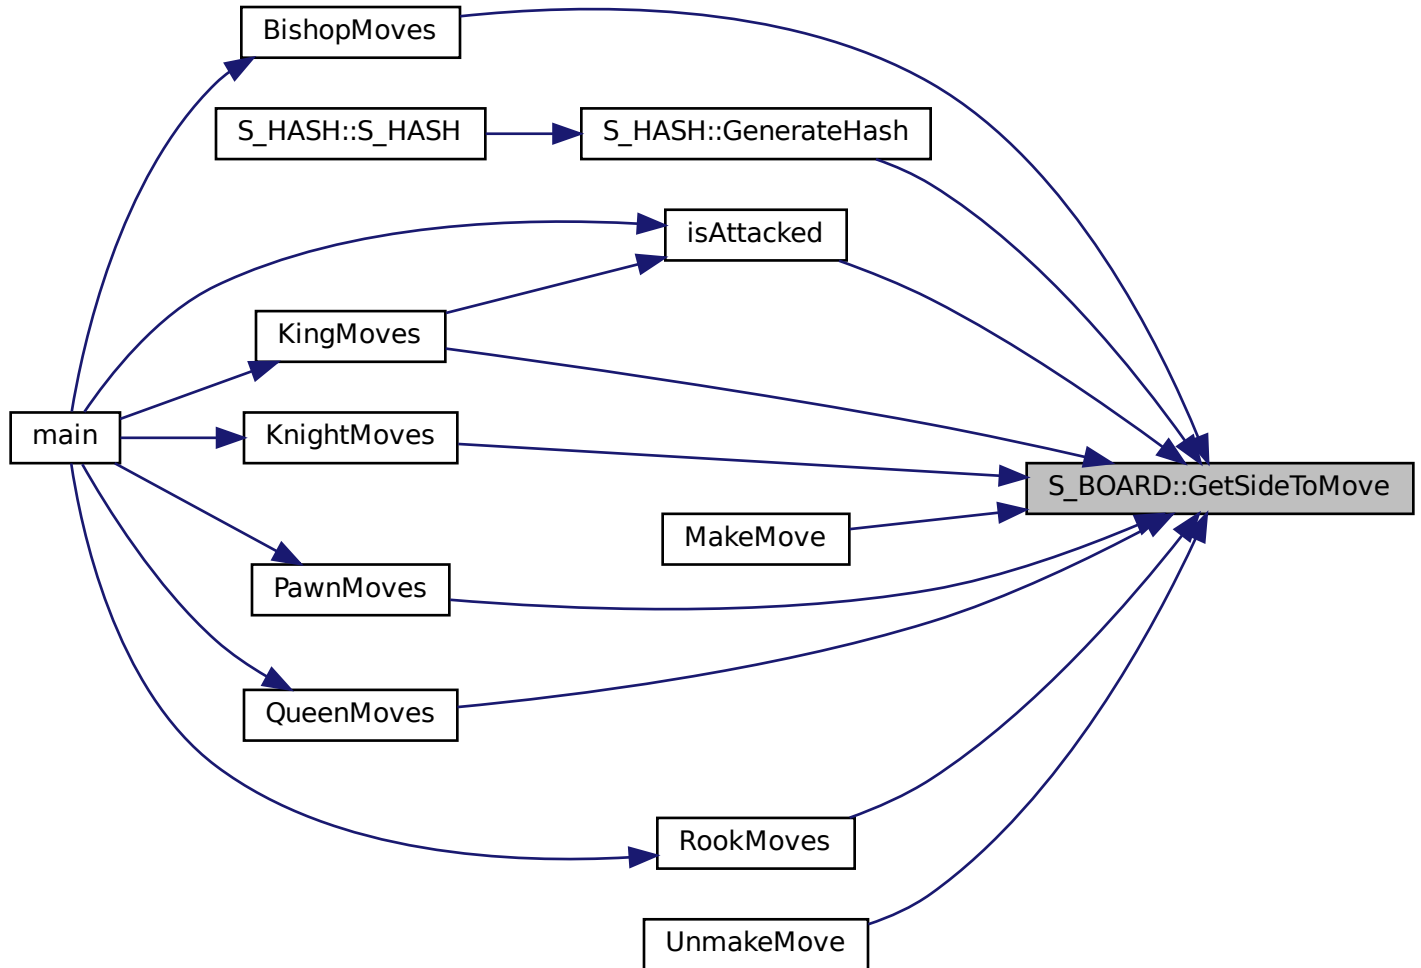 BishopMoves
S_HASH::S_HASH
S_HASH::GenerateHash
isAttacked
KingMoves
main
KnightMoves
S_BOARD::GetSideToMove
MakeMove
PawnMoves
QueenMoves
RookMoves
UnmakeMove